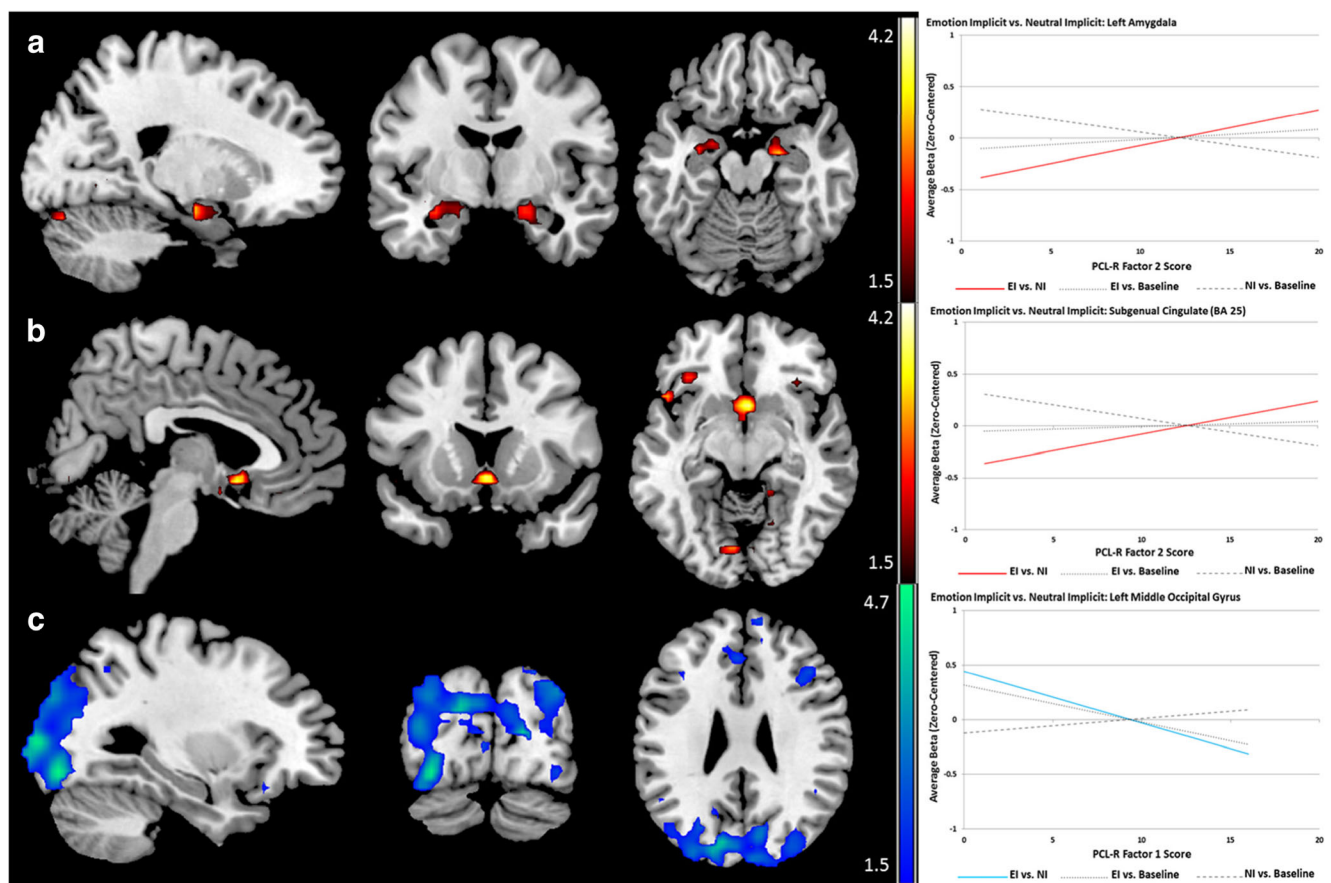 a
4.2
1.5
Emotion Implicit vs. Neutral Implicit: Left Amygdala
Average Beta (Zero-Centered)
1
0.5
0
-0.5
-1
0 5 10 15 20
PCL-R Factor 2 Score
EI vs. NI EI vs. Baseline NI vs. Baseline
b
4.2
1.5
Emotion Implicit vs. Neutral Implicit: Subgenual Cingulate (BA 25)
Average Beta (Zero-Centered)
1
0.5
0
-0.5
-1
0 5 10 15 20
PCL-R Factor 2 Score
EI vs. NI EI vs. Baseline NI vs. Baseline
c
4.7
1.5
Emotion Implicit vs. Neutral Implicit: Left Middle Occipital Gyrus
Average Beta (Zero-Centered)
1
0.5
0
-0.5
-1
0 5 10 15 20
PCL-R Factor 1 Score
EI vs. NI EI vs. Baseline NI vs. Baseline